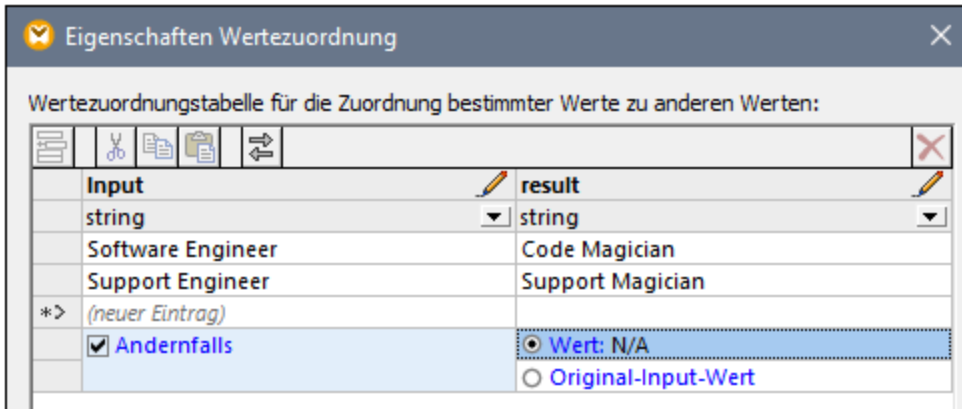 Eigenschaften Wertezuordnung
Wertezuordnungstabelle für die Zuordnung bestimmter Werte zu anderen Werten:
Input result
string string
Software Engineer Code Magician
Support Engineer Support Magician
(neuer Eintrag)
Andernfalls Wert: N/A
Original-Input-Wert